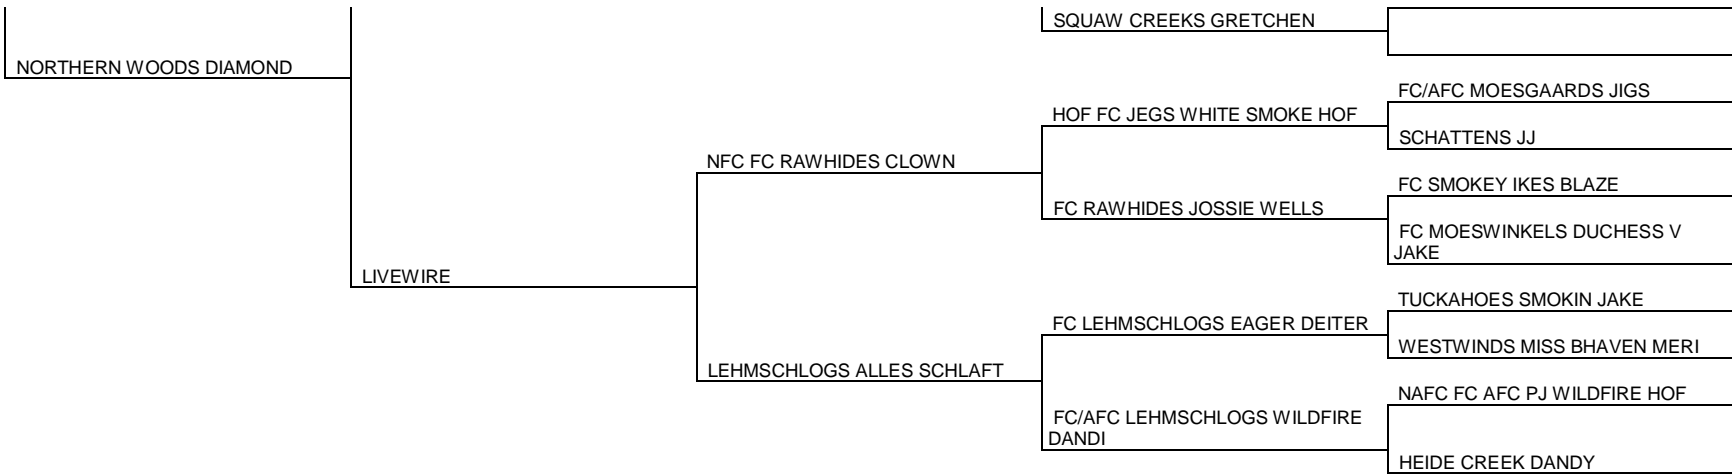 SQUAW CREEKS GRETCHEN
NORTHERN WOODS DIAMOND
FC/AFC MOESGAARDS JIGS
HOF FC JEGS WHITE SMOKE HOF
SCHATTENS JJ
NFC FC RAWHIDES CLOWN
FC SMOKEY IKES BLAZE
FC RAWHIDES JOSSIE WELLS
FC MOESWINKELS DUCHESS V
JAKE
LIVEWIRE
TUCKAHOES SMOKIN JAKE
FC LEHMSCHLOGS EAGER DEITER
WESTWINDS MISS BHAVEN MERI
LEHMSCHLOGS ALLES SCHLAFT
NAFC FC AFC PJ WILDFIRE HOF
FC/AFC LEHMSCHLOGS WILDFIRE
DANDI
HEIDE CREEK DANDY